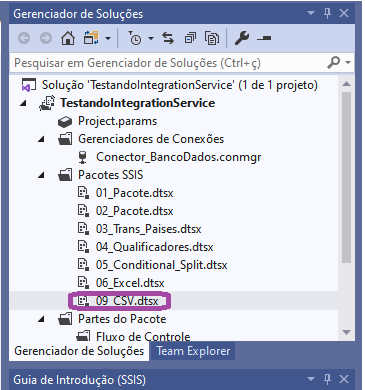 Gerenciador de Soluções
Pesquisar em Gerenciador de Soluções (Ctrl+ç)
Solução 'TestandoIntegrationService' (1 de 1 projeto)
TestandoIntegrationService
Project.params
Gerenciadores de Conexões
Conector_BancoDados.conmgr
Pacotes SSIS
01_Pacote.dtsx
02_Pacote.dtsx
03_Trans_Paises.dtsx
04_Qualificadores.dtsx
05_Conditional_Split.dtsx
06_Excel.dtsx
09_CSV.dtsx
Partes do Pacote
Fluxo de Controle
Gerenciador de Soluções Team Explorer
Guia de Introdução (SSIS)